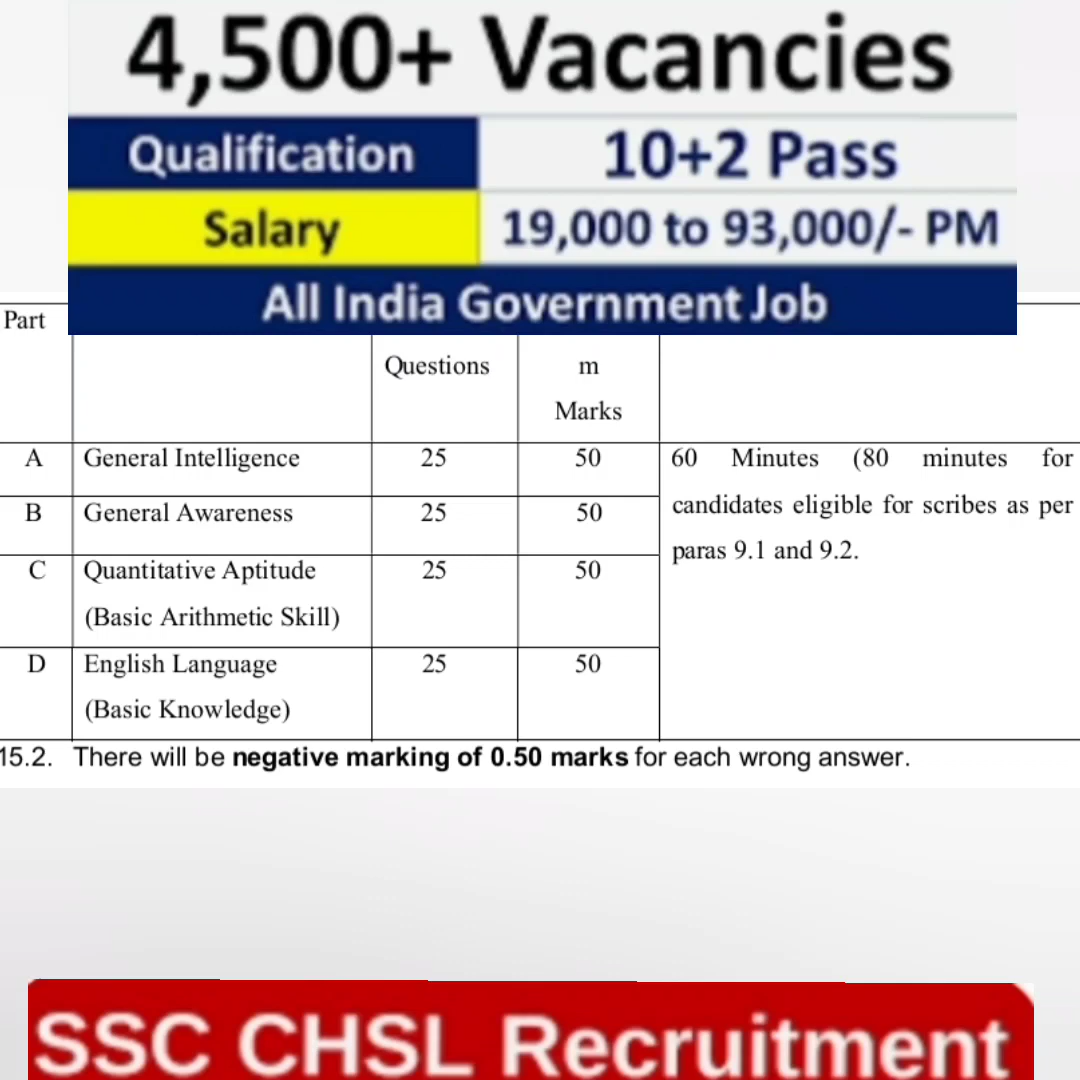 4,500+ Vacancies
Qualification 10+2 Pass
Salary 19,000 to 93,000/- PM
All India Government Job
Part
Questions m
Marks
A General Intelligence 25 50 60 Minutes (80 minutes for
candidates eligible for scribes as per
paras 9.1 and 9.2.
B General Awareness 25 50
C Quantitative Aptitude 25 50
(Basic Arithmetic Skill)
D English Language 25 50
(Basic Knowledge)
15.2. There will be negative marking of 0.50 marks for each wrong answer.
SSC CHSL Recruitment